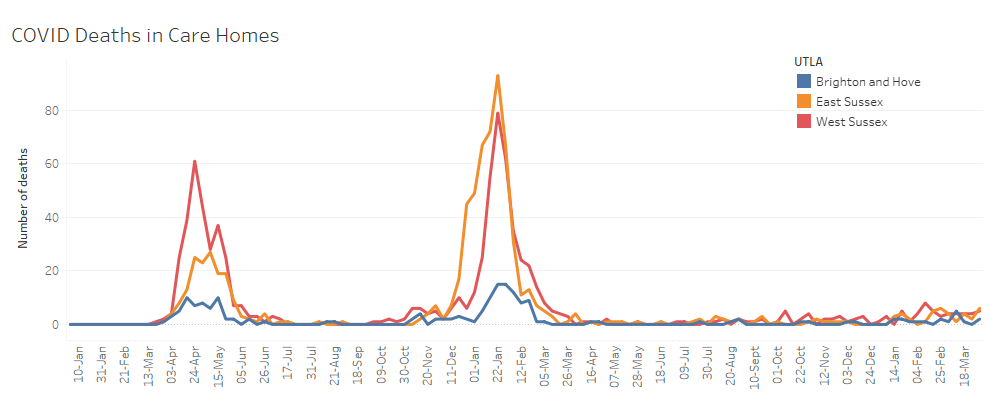 COVID Deaths in Care Homes
UTLA
Brighton and Hove
East Sussex
West Sussex
Number of deaths
80
60
40
20
0
10-Jan
31-Jan
21-Feb
13-Mar
03-Apr
24-Apr
15-May
05-Jun
26-Jun
17-Jul
31-Jul
21-Aug
18-Sep
09-Oct
30-Oct
20-Nov
11-Dec
01-Jan
22-Jan
12-Feb
05-Mar
26-Mar
16-Apr
07-May
28-May
18-Jun
09-Jul
30-Jul
20-Aug
10-Sept
01-Oct
22-Oct
12-Nov
03-Dec
24-Dec
14-Jan
04-Feb
25-Feb
18-Mar